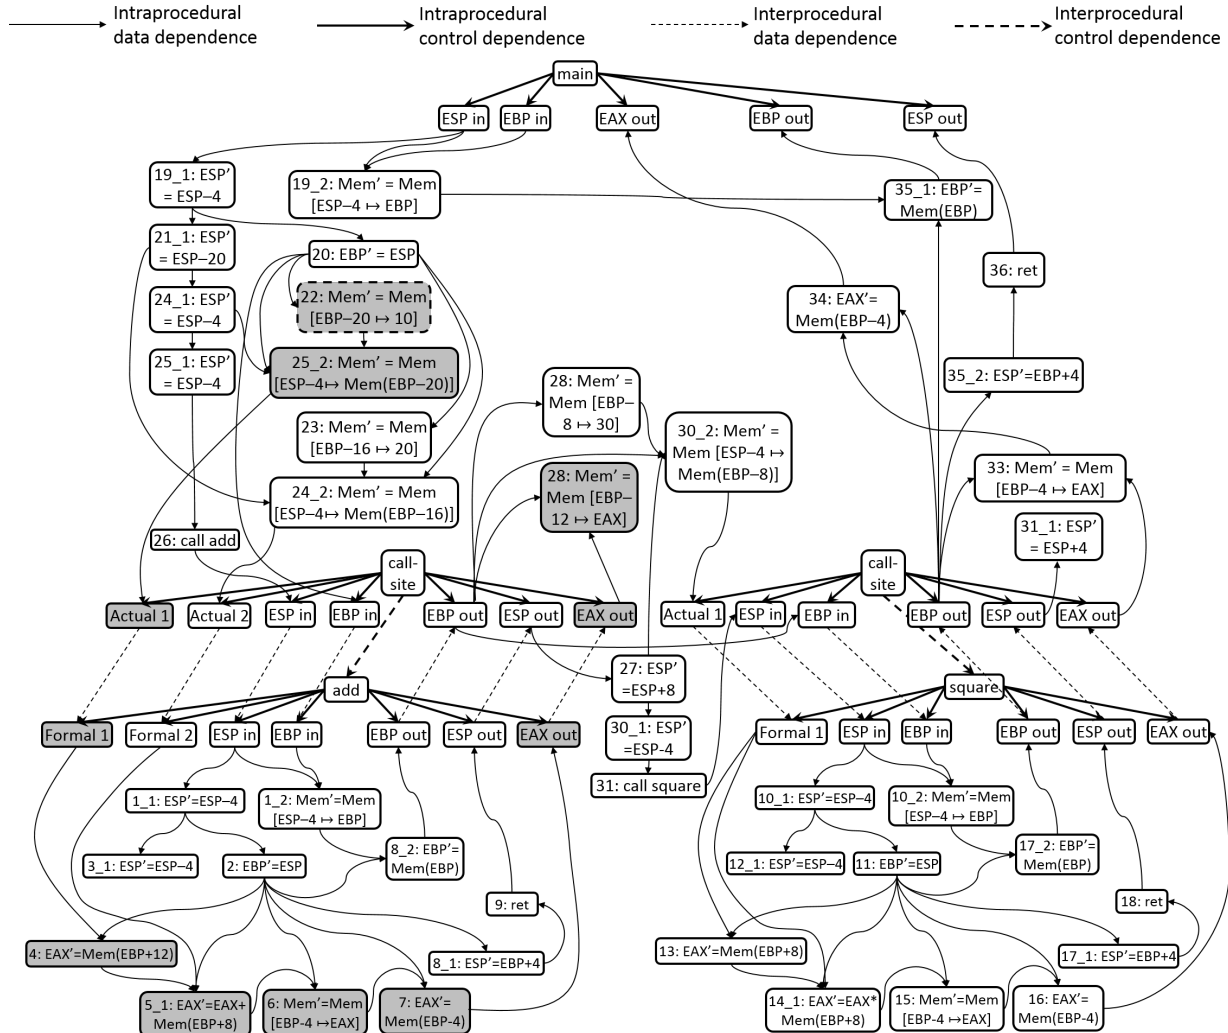 Intraprocedural
data dependence
Intraprocedural
control dependence
Interprocedural
data dependence
Interprocedural
control dependence
main
ESP in
EBP in
EAX out
EBP out
ESP out
19_1: ESP′
= ESP−4
19_2: Mem′ = Mem
[ESP−4 ↦ EBP]
35_1: EBP′=
Mem(EBP)
21_1: ESP′
= ESP−20
20: EBP′ = ESP
36: ret
24_1: ESP′
= ESP−4
22: Mem′ = Mem
[EBP−20 ↦ 10]
34: EAX′=
Mem(EBP−4)
25_1: ESP′
= ESP−4
25_2: Mem′ = Mem
[ESP-4↦ Mem(EBP−20)]
35_2: ESP′=EBP+4
28: Mem′ =
Mem [EBP−
8 ↦ 30]
23: Mem′ = Mem
[EBP−16 ↦ 20]
30_2: Mem′ =
Mem [ESP−4 ↦
Mem(EBP−8)]
28: Mem′ =
Mem [EBP−
12 ↦ EAX]
33: Mem′ = Mem
[EBP−4 ↦ EAX]
24_2: Mem′ = Mem
[ESP−4↦ Mem(EBP−16)]
31_1: ESP′
= ESP+4
26: call add
call-
site
call-
site
Actual 1
Actual 2
ESP in
EBP in
EBP out
ESP out
EAX out
Actual 1
ESP in
EBP in
EBP out
ESP out
EAX out
27: ESP′
=ESP+8
add
square
Formal 1
Formal 2
ESP in
EBP in
EBP out
ESP out
EAX out
30_1: ESP′
=ESP-4
Formal 1
ESP in
EBP in
EBP out
ESP out
EAX out
31: call square
1_1: ESP′=ESP−4
1_2: Mem′=Mem
[ESP−4 ↦ EBP]
10_1: ESP′=ESP−4
10_2: Mem′=Mem
[ESP−4 ↦ EBP]
3_1: ESP′=ESP−4
2: EBP′=ESP
8_2: EBP′=
Mem(EBP)
12_1: ESP′=ESP−4
11: EBP′=ESP
17_2: EBP′=
Mem(EBP)
9: ret
18: ret
4: EAX′=Mem(EBP+12)
8_1: ESP′=EBP+4
13: EAX′=Mem(EBP+8)
17_1: ESP′=EBP+4
5_1: EAX′=EAX+
Mem(EBP+8)
6: Mem′=Mem
[EBP-4 ↦EAX]
7: EAX′=
Mem(EBP-4)
14_1: EAX′=EAX*
Mem(EBP+8)
15: Mem′=Mem
[EBP-4 ↦EAX]
16: EAX′=
Mem(EBP-4)